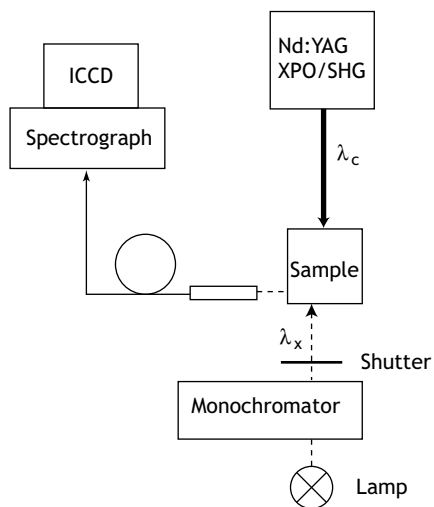 ICCD
Spectrograph
Nd:YAG
XPO/SHG
λc
Sample
λx
Shutter
Monochromator
Lamp